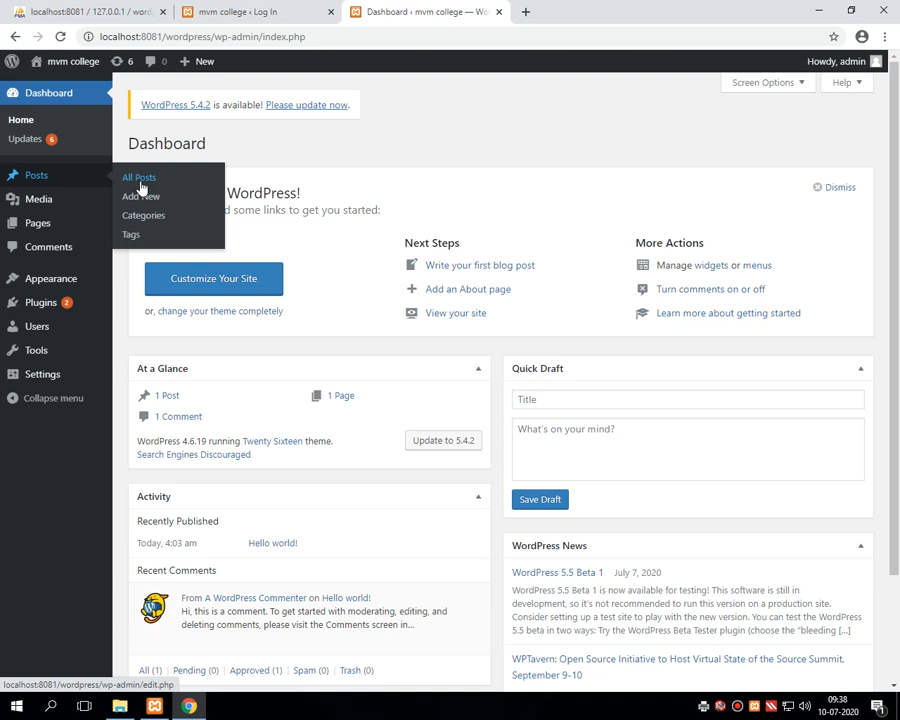 localhost:8081 / 127.0.0.1 / word
mvm college ‹ Log In
Dashboard ‹ mvm college — Wo
localhost:8081/wordpress/wp-admin/index.php
mvm college
6
0
New
Howdy, admin
Dashboard
Home
Updates 6
Posts
Media
Pages
Comments
Appearance
Plugins 2
Users
Tools
Settings
Collapse menu
All Posts
Add New
Categories
Tags
Screen Options
Help
WordPress 5.4.2 is available! Please update now.
Dashboard
WordPress!
d some links to get you started:
Dismiss
Customize Your Site
or, change your theme completely
Next Steps
Write your first blog post
Add an About page
View your site
More Actions
Manage widgets or menus
Turn comments on or off
Learn more about getting started
At a Glance
1 Post
1 Page
1 Comment
WordPress 4.6.19 running Twenty Sixteen theme.
Update to 5.4.2
Search Engines Discouraged
Activity
Recently Published
Today, 4:03 am
Hello world!
Recent Comments
From A WordPress Commenter on Hello world!
Hi, this is a comment. To get started with moderating, editing, and
deleting comments, please visit the Comments screen in...
All (1) | Pending (0) | Approved (1) | Spam (0) | Trash (0)
Quick Draft
Title
What's on your mind?
Save Draft
WordPress News
WordPress 5.5 Beta 1 July 7, 2020
WordPress 5.5 Beta 1 is now available for testing! This software is still in
development, so it's not recommended to run this version on a production site.
Consider setting up a test site to play with the new version. You can test the WordPress
5.5 beta in two ways: Try the WordPress Beta Tester plugin (choose the "bleeding [...]
WPTavern: Open Source Initiative to Host Virtual State of the Source Summit,
September 9-10
localhost:8081/wordpress/wp-admin/edit.php
09:38
10-07-2020
1